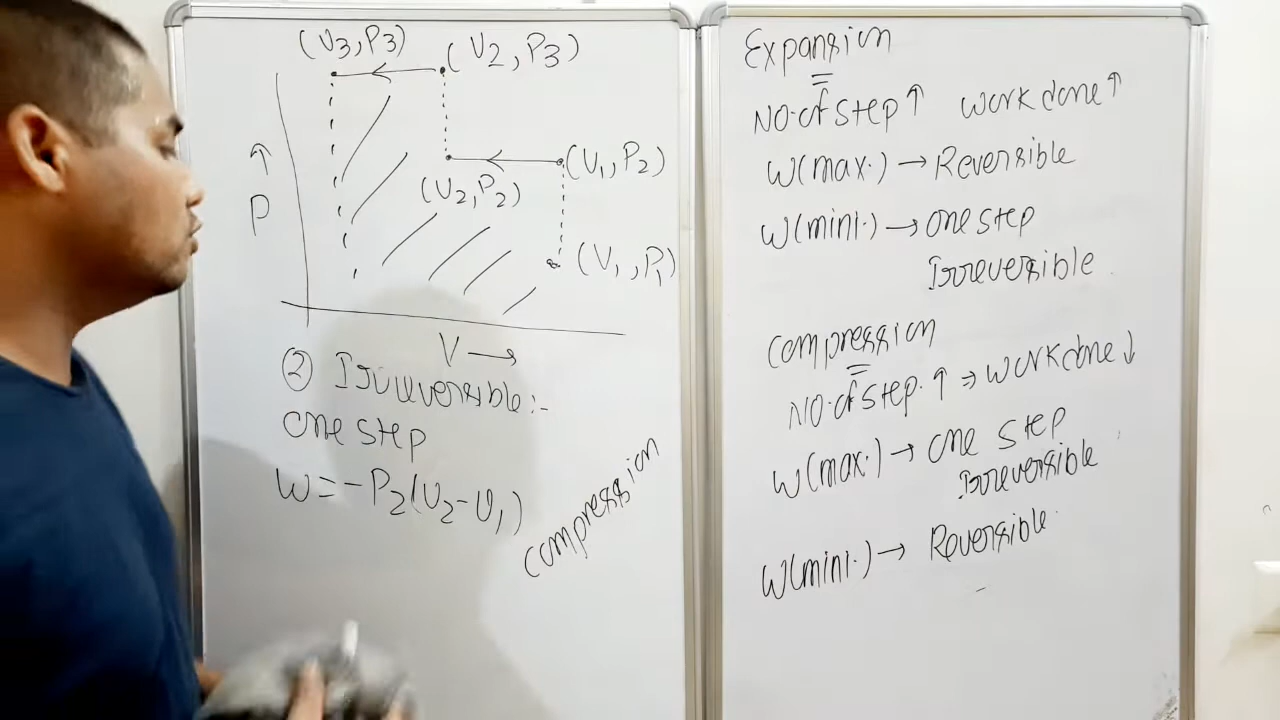 (V3,P3)
(V2,P3)
(V1,P2)
(V2,P2)
(V1,P1)
P
V →
② Irreversible:-
one step
W=-P2(V2-V1)
compression
Expansion
NO.of step↑ work done↑
W(max.)→Reversible
W(mini.)→one step
Irreversible
compression
NO.of step.↑⇒work done↓
W(max.)→one step
Irreversible
W(mini.)→Reversible